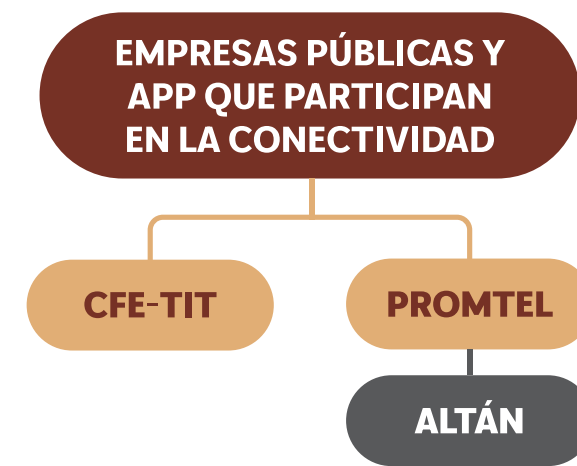 EMPRESAS PÚBLICAS Y
APP QUE PARTICIPAN
EN LA CONECTIVIDAD
CFE-TIT
PROMTEL
ALTÁN